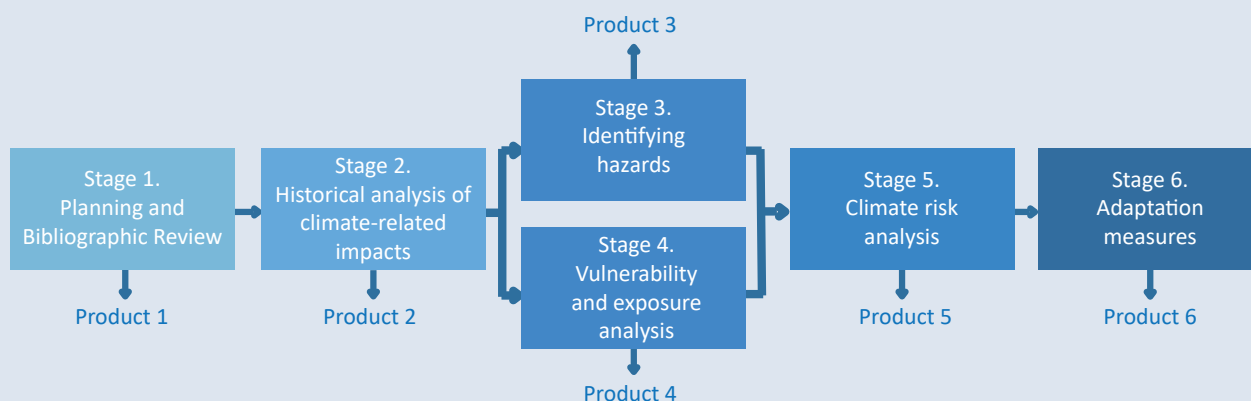 Product 3
Stage 1.
Planning and
Bibliographic Review
Product 1
Stage 2.
Historical analysis of
climate-related
impacts
Product 2
Stage 3.
Identifying
hazards
Stage 4.
Vulnerability
and exposure
analysis
Product 4
Stage 5.
Climate risk
analysis
Product 5
Stage 6.
Adaptation
measures
Product 6